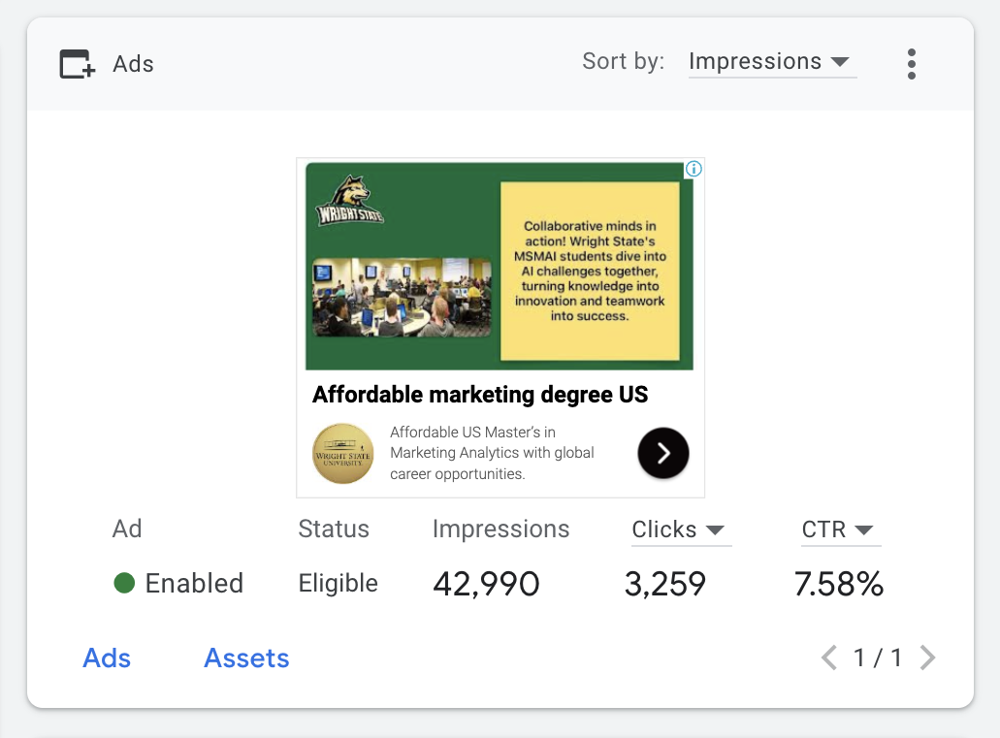 Ads
Sort by: Impressions
WRIGHT STATE
Collaborative minds in
action! Wright State's
MSMAI students dive into
AI challenges together,
turning knowledge into
innovation and teamwork
into success.
Affordable marketing degree US
WRIGHT STATE
UNIVERSITY
Affordable US Master's in
Marketing Analytics with global
career opportunities.
Ad Status Impressions Clicks CTR
Enabled Eligible 42,990 3,259 7.58%
Ads Assets 1 / 1